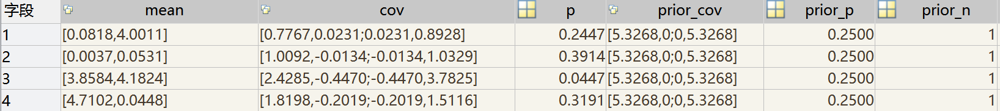 字段 mean cov p prior_cov prior_p prior_n
1 [0.0818,4.0011] [0.7767,0.0231;0.0231,0.8928] 0.2447 [5.3268,0;0,5.3268] 0.2500 1
2 [0.0037,0.0531] [1.0092,-0.0134;-0.0134,1.0329] 0.3914 [5.3268,0;0,5.3268] 0.2500 1
3 [3.8584,4.1824] [2.4285,-0.4470;-0.4470,3.7825] 0.0447 [5.3268,0;0,5.3268] 0.2500 1
4 [4.7102,0.0448] [1.8198,-0.2019;-0.2019,1.5116] 0.3191 [5.3268,0;0,5.3268] 0.2500 1